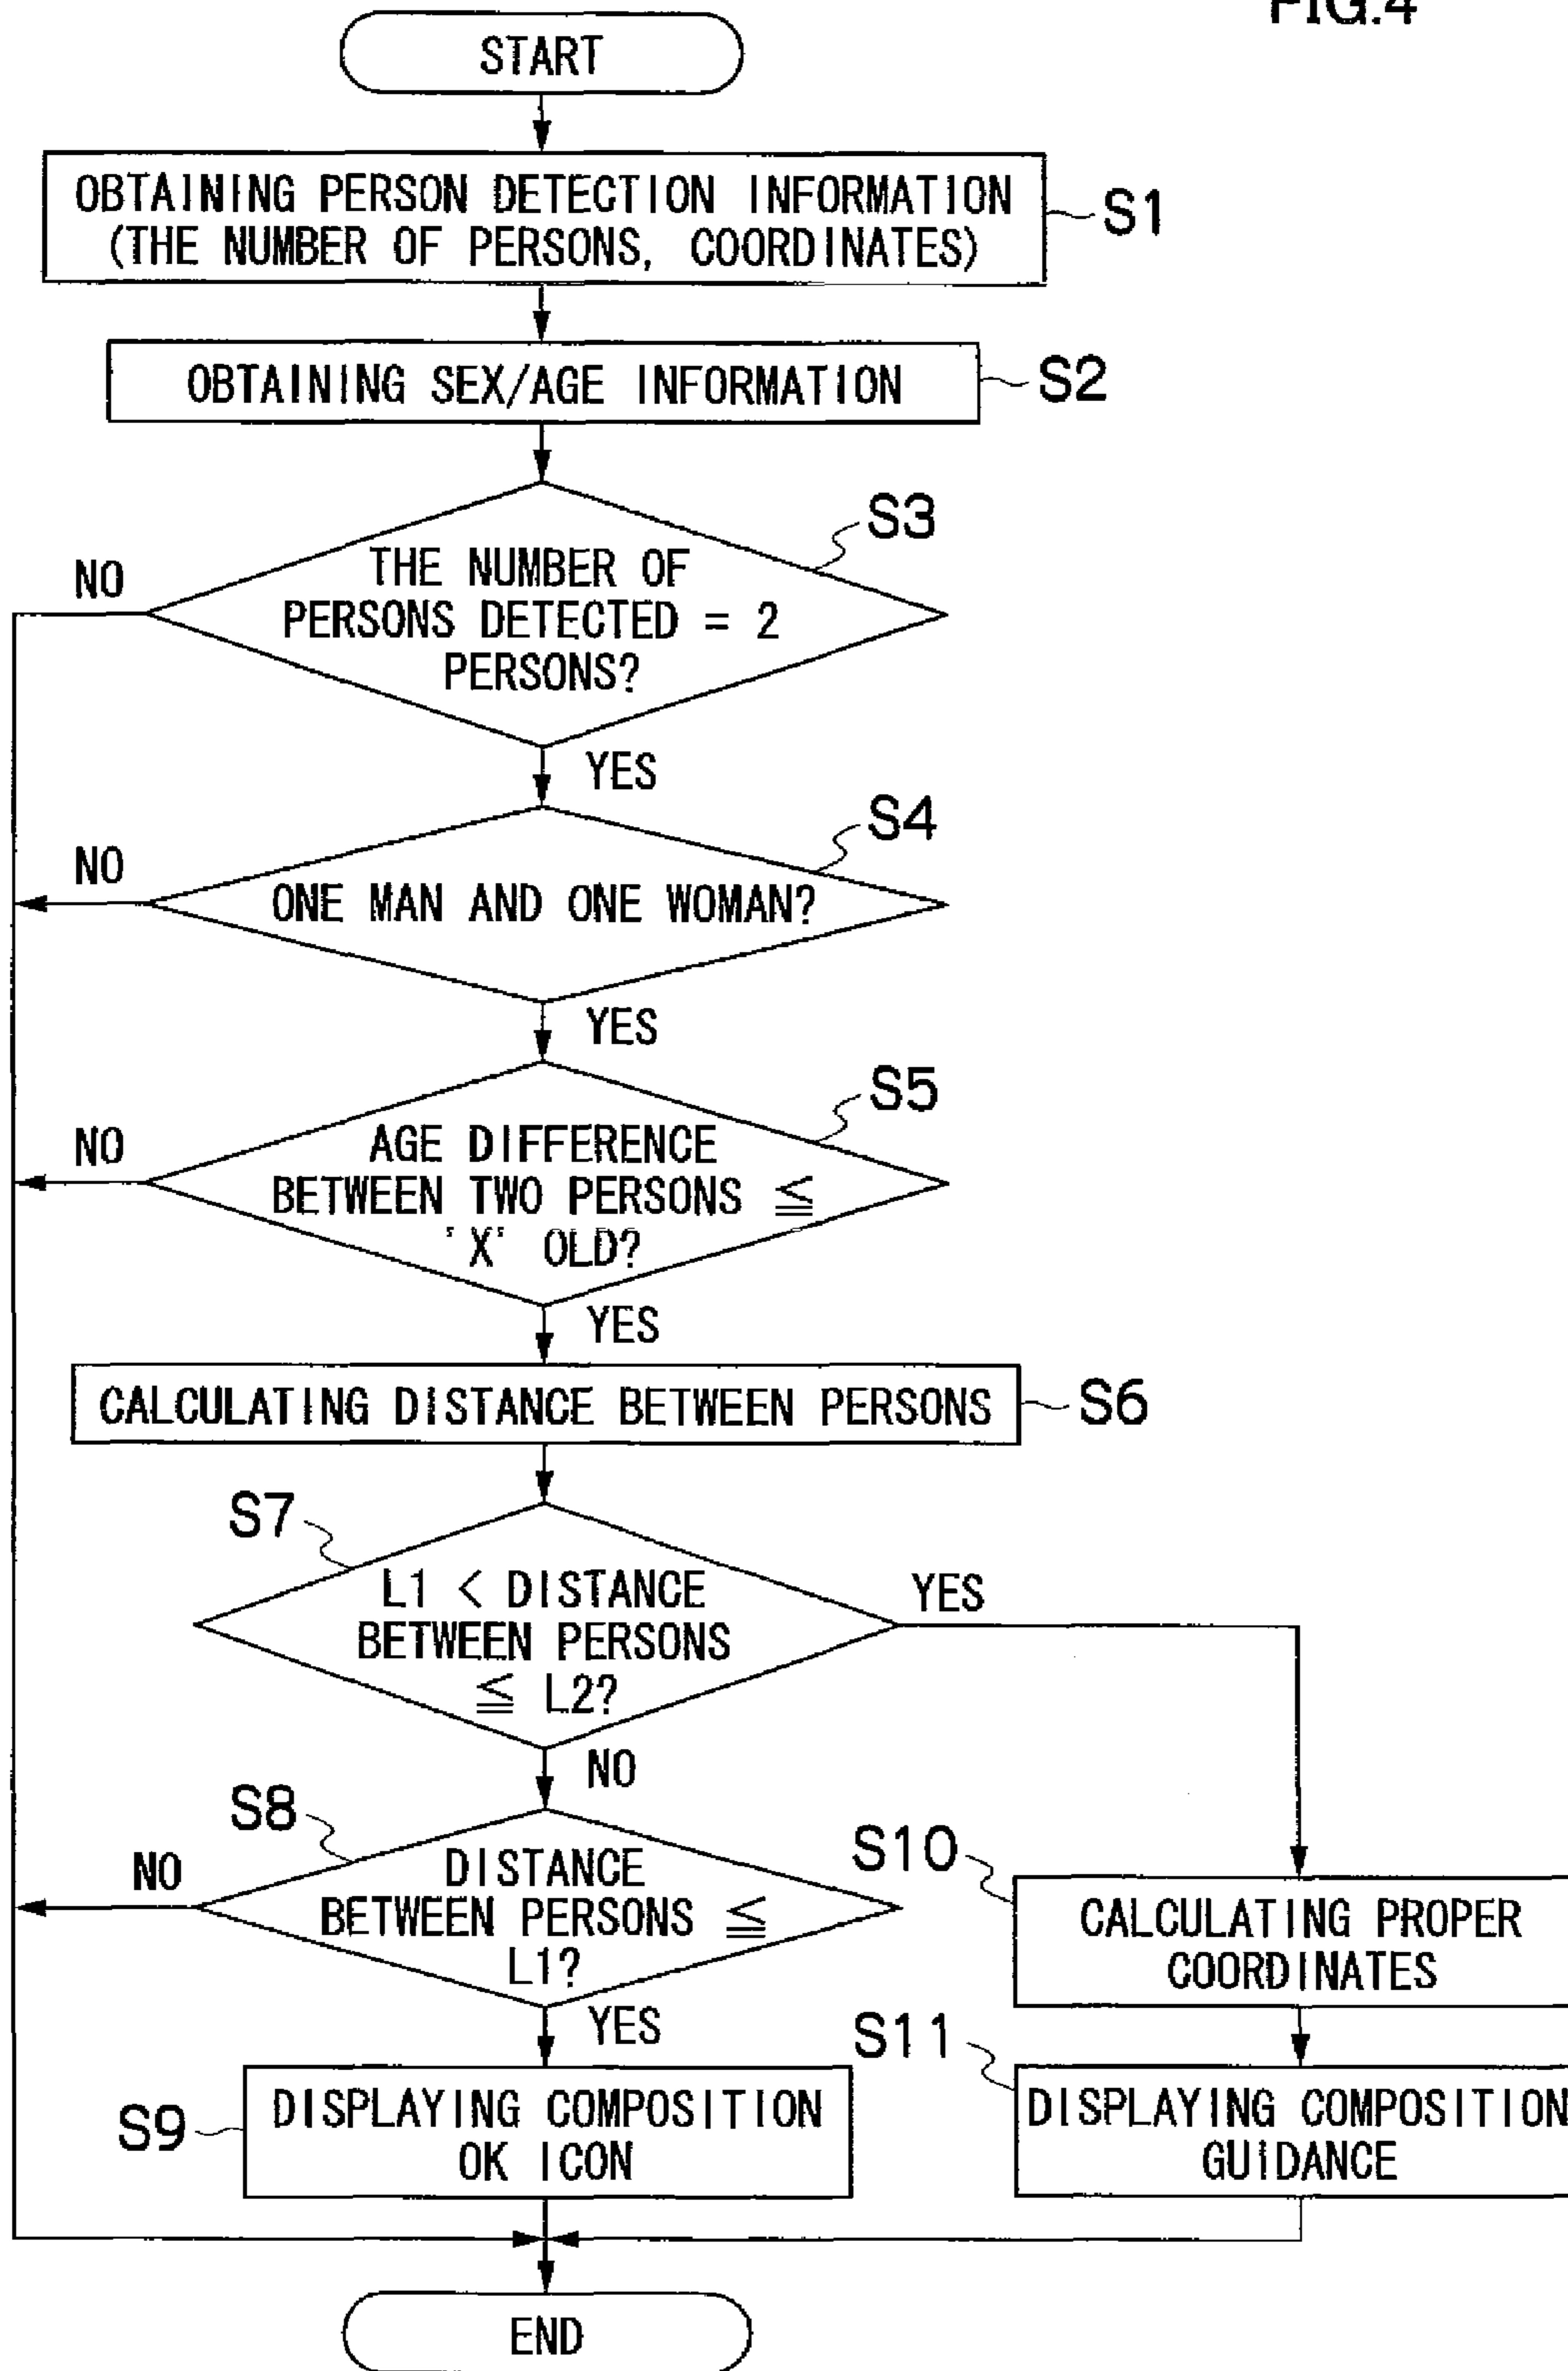 FIG.4
START
OBTAINING PERSON DETECTION INFORMATION
(THE NUMBER OF PERSONS, COORDINATES)
S1
OBTAINING SEX/AGE INFORMATION
S2
S3
THE NUMBER OF
PERSONS DETECTED = 2
PERSONS?
NO
YES
S4
ONE MAN AND ONE WOMAN?
NO
YES
S5
AGE DIFFERENCE
BETWEEN TWO PERSONS ≦
'X' OLD?
NO
YES
CALCULATING DISTANCE BETWEEN PERSONS
S6
S7
L1 < DISTANCE
BETWEEN PERSONS
≦ L2?
YES
NO
S8
DISTANCE
BETWEEN PERSONS ≦
L1?
NO
YES
S10
CALCULATING PROPER
COORDINATES
S9
DISPLAYING COMPOSITION
OK ICON
S11
DISPLAYING COMPOSITION
GUIDANCE
END